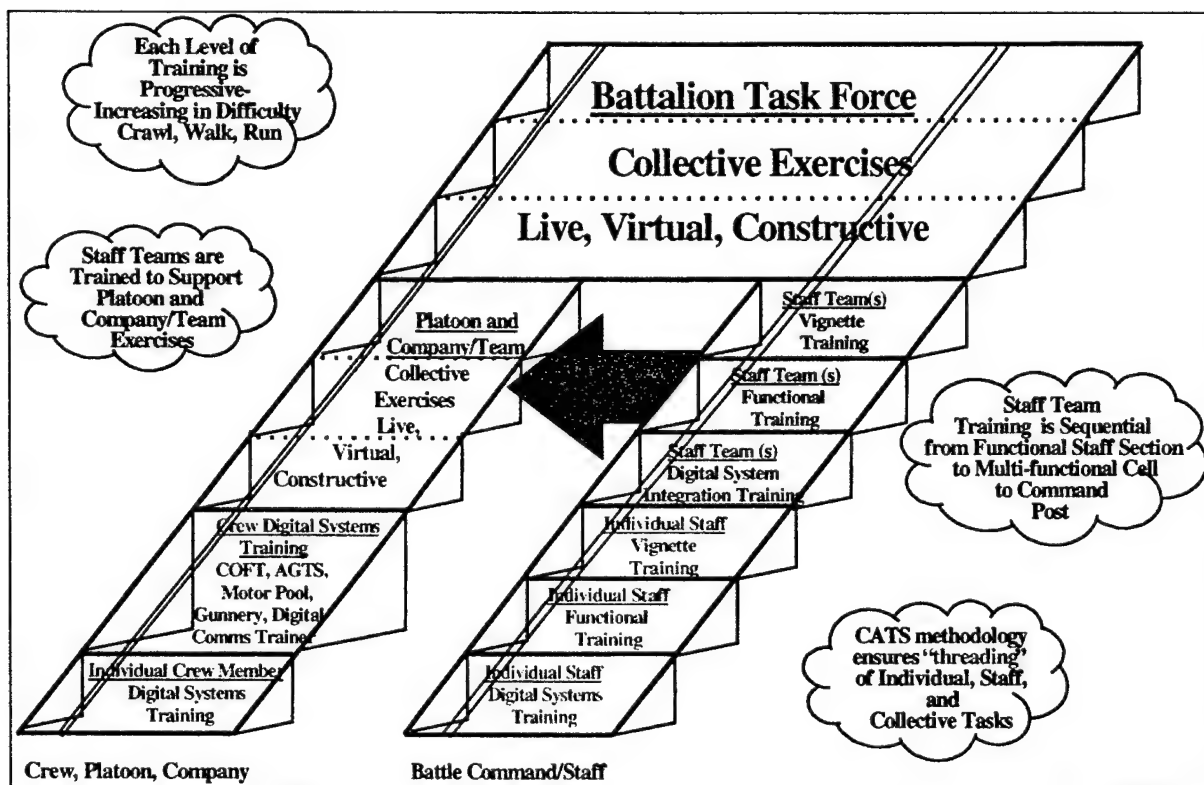 Each Level of
Training is
Progressive-
Increasing in Difficulty
Crawl, Walk, Run
Battalion Task Force
Collective Exercises
Live, Virtual, Constructive
Staff Teams are
Trained to Support
Platoon and
Company/Team
Exercises
Platoon and
Company/Team
Collective
Exercises
Live,
Virtual,
Constructive
Staff Team(s)
Vignette
Training
Staff Team (s)
Functional
Training
Staff Team (s)
Digital System
Integration Training
Staff Team
Training is Sequential
from Functional Staff Section
to Multi-functional Cell
to Command
Post
Crew Digital Systems
Training
COFT, AGTS,
Motor Pool,
Gunnery, Digital
Comms Trainer
Individual Staff
Vignette
Training
Individual Staff
Functional
Training
Individual Crew Member
Digital Systems
Training
Individual Staff
Digital Systems
Training
CATS methodology
ensures "threading"
of Individual, Staff,
and
Collective Tasks
Crew, Platoon, Company
Battle Command/Staff